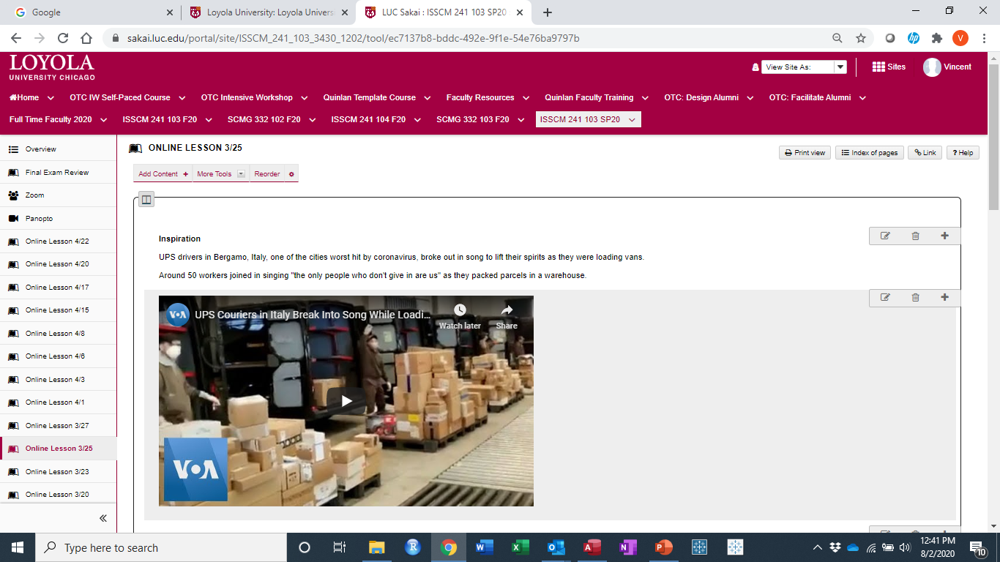 Google
Loyola University: Loyola Univers
LUC Sakai : ISSCM 241 103 SP20
sakai.luc.edu/portal/site/ISSCM_241_103_3430_1202/tool/ec7137b8-bddc-492e-9f1e-54e76ba9797b
V
LOYOLA
UNIVERSITY CHICAGO
View Site As:
Sites
Vincent
Home
OTC IW Self-Paced Course
OTC Intensive Workshop
Quinlan Template Course
Faculty Resources
Quinlan Faculty Training
OTC: Design Alumni
OTC: Facilitate Alumni
Full Time Faculty 2020
ISSCM 241 103 F20
SCMG 332 102 F20
ISSCM 241 104 F20
SCMG 332 103 F20
ISSCM 241 103 SP20
Overview
Final Exam Review
Zoom
Panopto
Online Lesson 4/22
Online Lesson 4/20
Online Lesson 4/17
Online Lesson 4/15
Online Lesson 4/8
Online Lesson 4/6
Online Lesson 4/3
Online Lesson 4/1
Online Lesson 3/27
Online Lesson 3/25
Online Lesson 3/23
Online Lesson 3/20
ONLINE LESSON 3/25
Print view
Index of pages
Link
? Help
Add Content +
More Tools
Reorder
Inspiration
UPS drivers in Bergamo, Italy, one of the cities worst hit by coronavirus, broke out in song to lift their spirits as they were loading vans.
Around 50 workers joined in singing "the only people who don't give in are us" as they packed parcels in a warehouse.
VOA
UPS Couriers in Italy Break Into Song While Loadi...
Watch later
Share
VOA
Type here to search
12:41 PM
8/2/2020
10